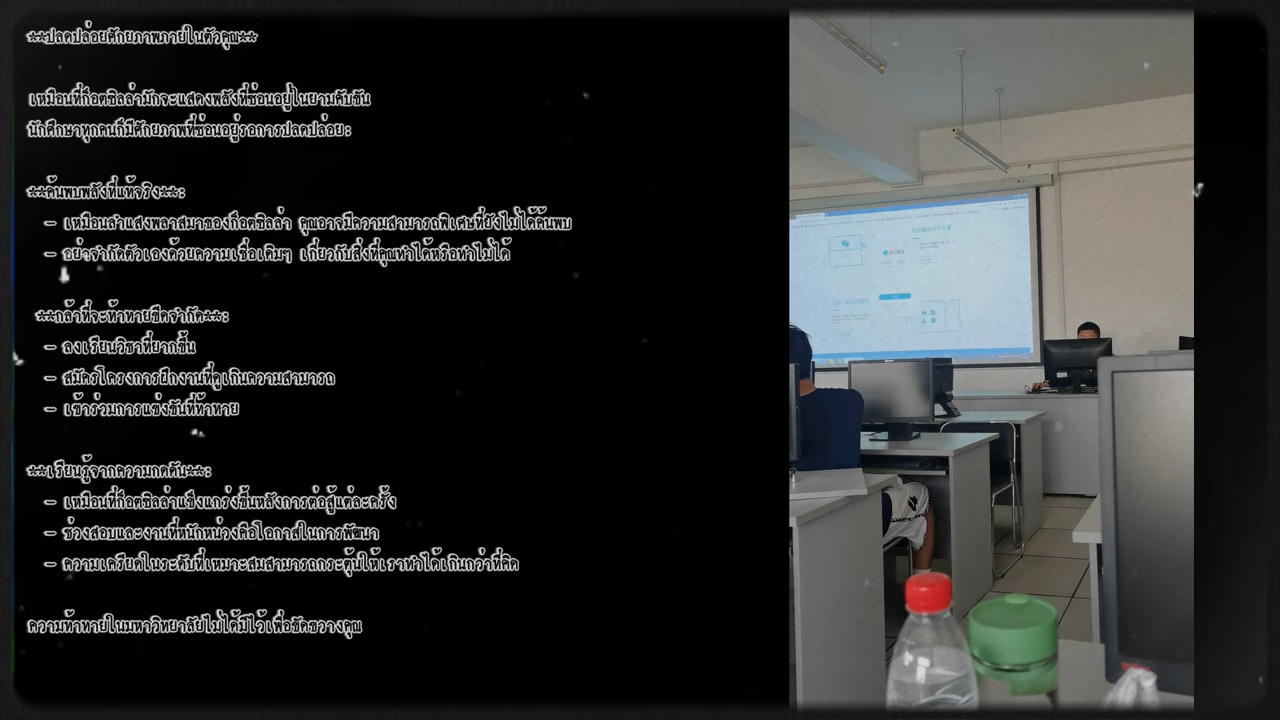 **ปลดปล่อยศักยภาพภายในตัวคุณ**
เหมือนที่ก็อตซิลล่ามักจะแสดงพลังที่ซ่อนอยู่ในยามคับขัน
นักศึกษาทุกคนก็มีศักยภาพที่ซ่อนอยู่รอการปลดปล่อย:
**ค้นพบพลังที่แท้จริง**:
- เหมือนลำแสงพลาสมาของก็อตซิลล่า คุณอาจมีความสามารถพิเศษที่ยังไม่ได้ค้นพบ
- อย่าจำกัดตัวเองด้วยความเชื่อเดิมๆ เกี่ยวกับสิ่งที่คุณทำได้หรือทำไม่ได้
**กล้าที่จะท้าทายขีดจำกัด**:
- ลงเรียนวิชาที่ยากขึ้น
- สมัครโครงการฝึกงานที่ดูเกินความสามารถ
- เข้าร่วมการแข่งขันที่ท้าทาย
**เรียนรู้จากความกดดัน**:
- เหมือนที่ก็อตซิลล่าแข็งแกร่งขึ้นหลังการต่อสู้แต่ละครั้ง
- ช่วงสอบและงานที่หนักหน่วงคือโอกาสในการพัฒนา
- ความเครียดในระดับที่เหมาะสมสามารถกระตุ้นให้เราทำได้เกินกว่าที่คิด
ความท้าทายในมหาวิทยาลัยไม่ได้มีไว้เพื่อขัดขวางคุณ